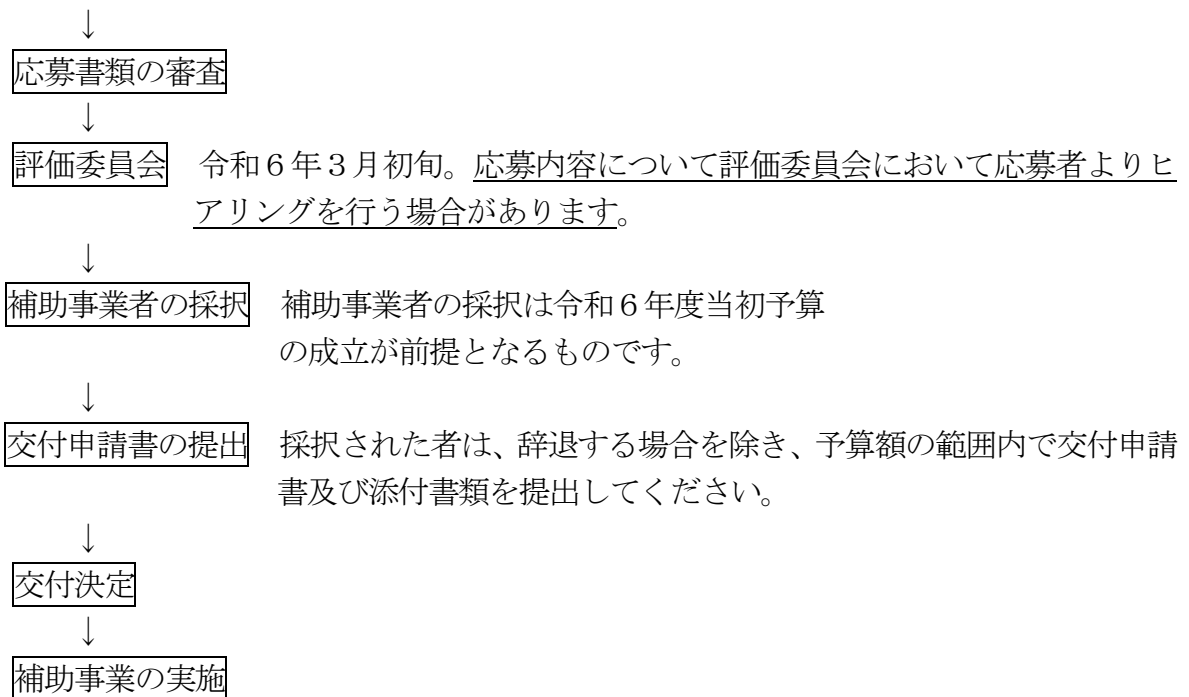 ↓
応募書類の審査
↓
評価委員会　令和６年３月初旬。応募内容について評価委員会において応募者よりヒ
アリングを行う場合があります。
↓
補助事業者の採択　補助事業者の採択は令和６年度当初予算
の成立が前提となるものです。
↓
交付申請書の提出　採択された者は、辞退する場合を除き、予算額の範囲内で交付申請
書及び添付書類を提出してください。
↓
交付決定
↓
補助事業の実施